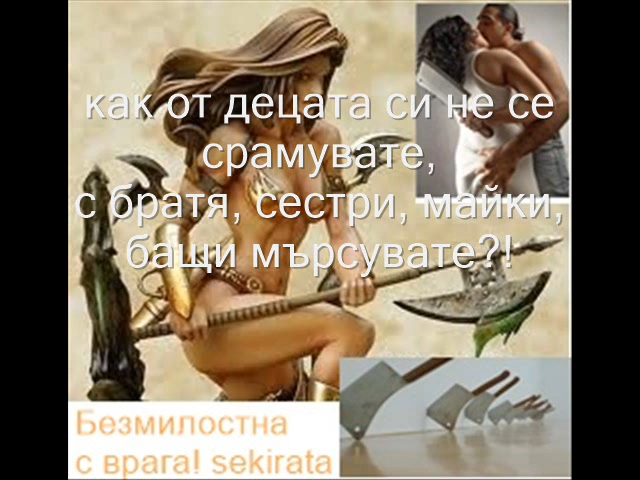 как от децата си не се
срамувате,
с братя, сестри, майки,
бащи мърсувате?!
Безмилостна
с врага! sekirata